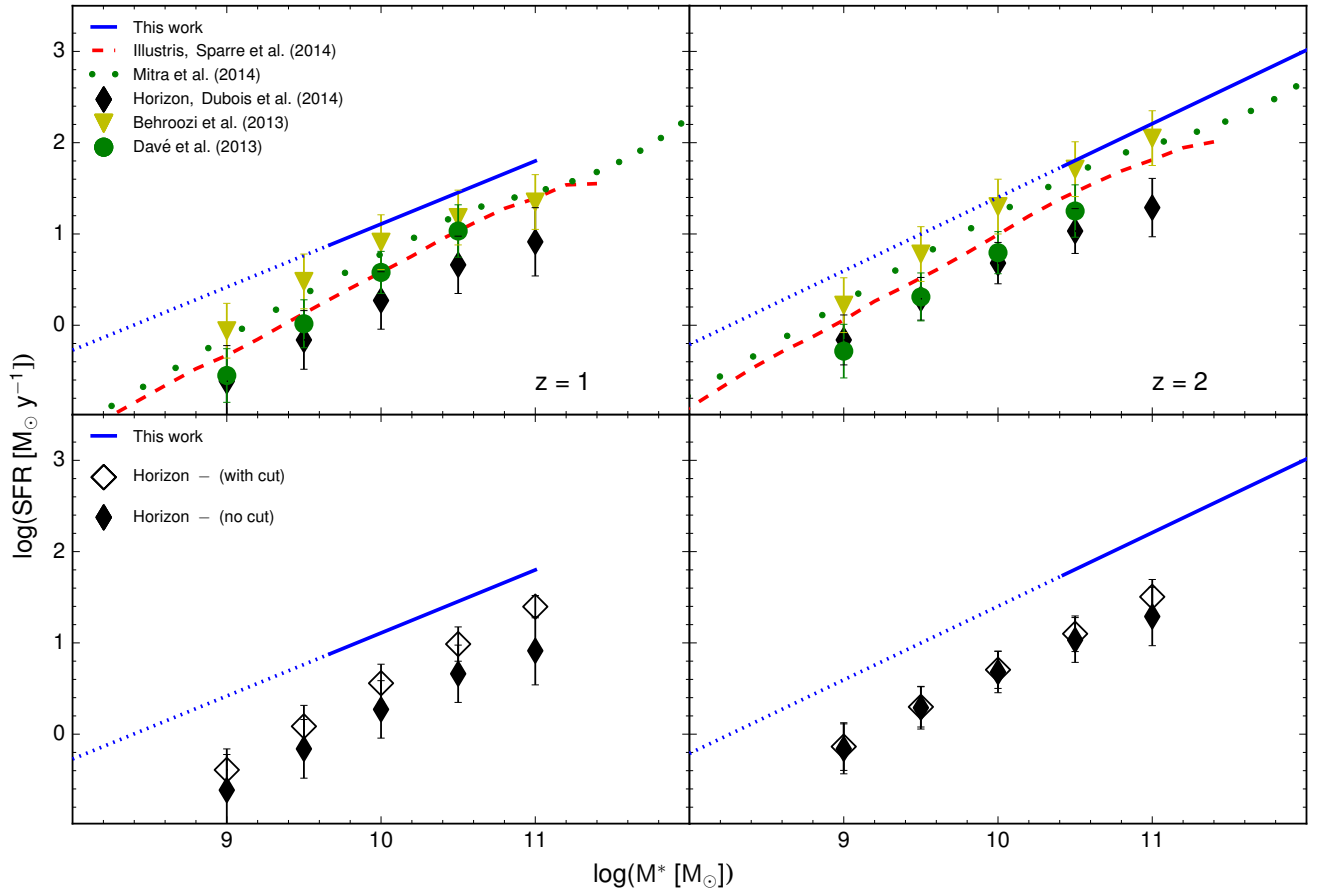 This work
Illustris, Sparre et al. (2014)
Mitra et al. (2014)
Horizon, Dubois et al. (2014)
Behroozi et al. (2013)
Davé et al. (2013)
3
2
1
0
z = 1
z = 2
This work
Horizon − (with cut)
Horizon − (no cut)
3
2
1
0
9
10
11
9
10
11
log(SFR [M⊙ y⁻¹])
log(M* [M⊙])